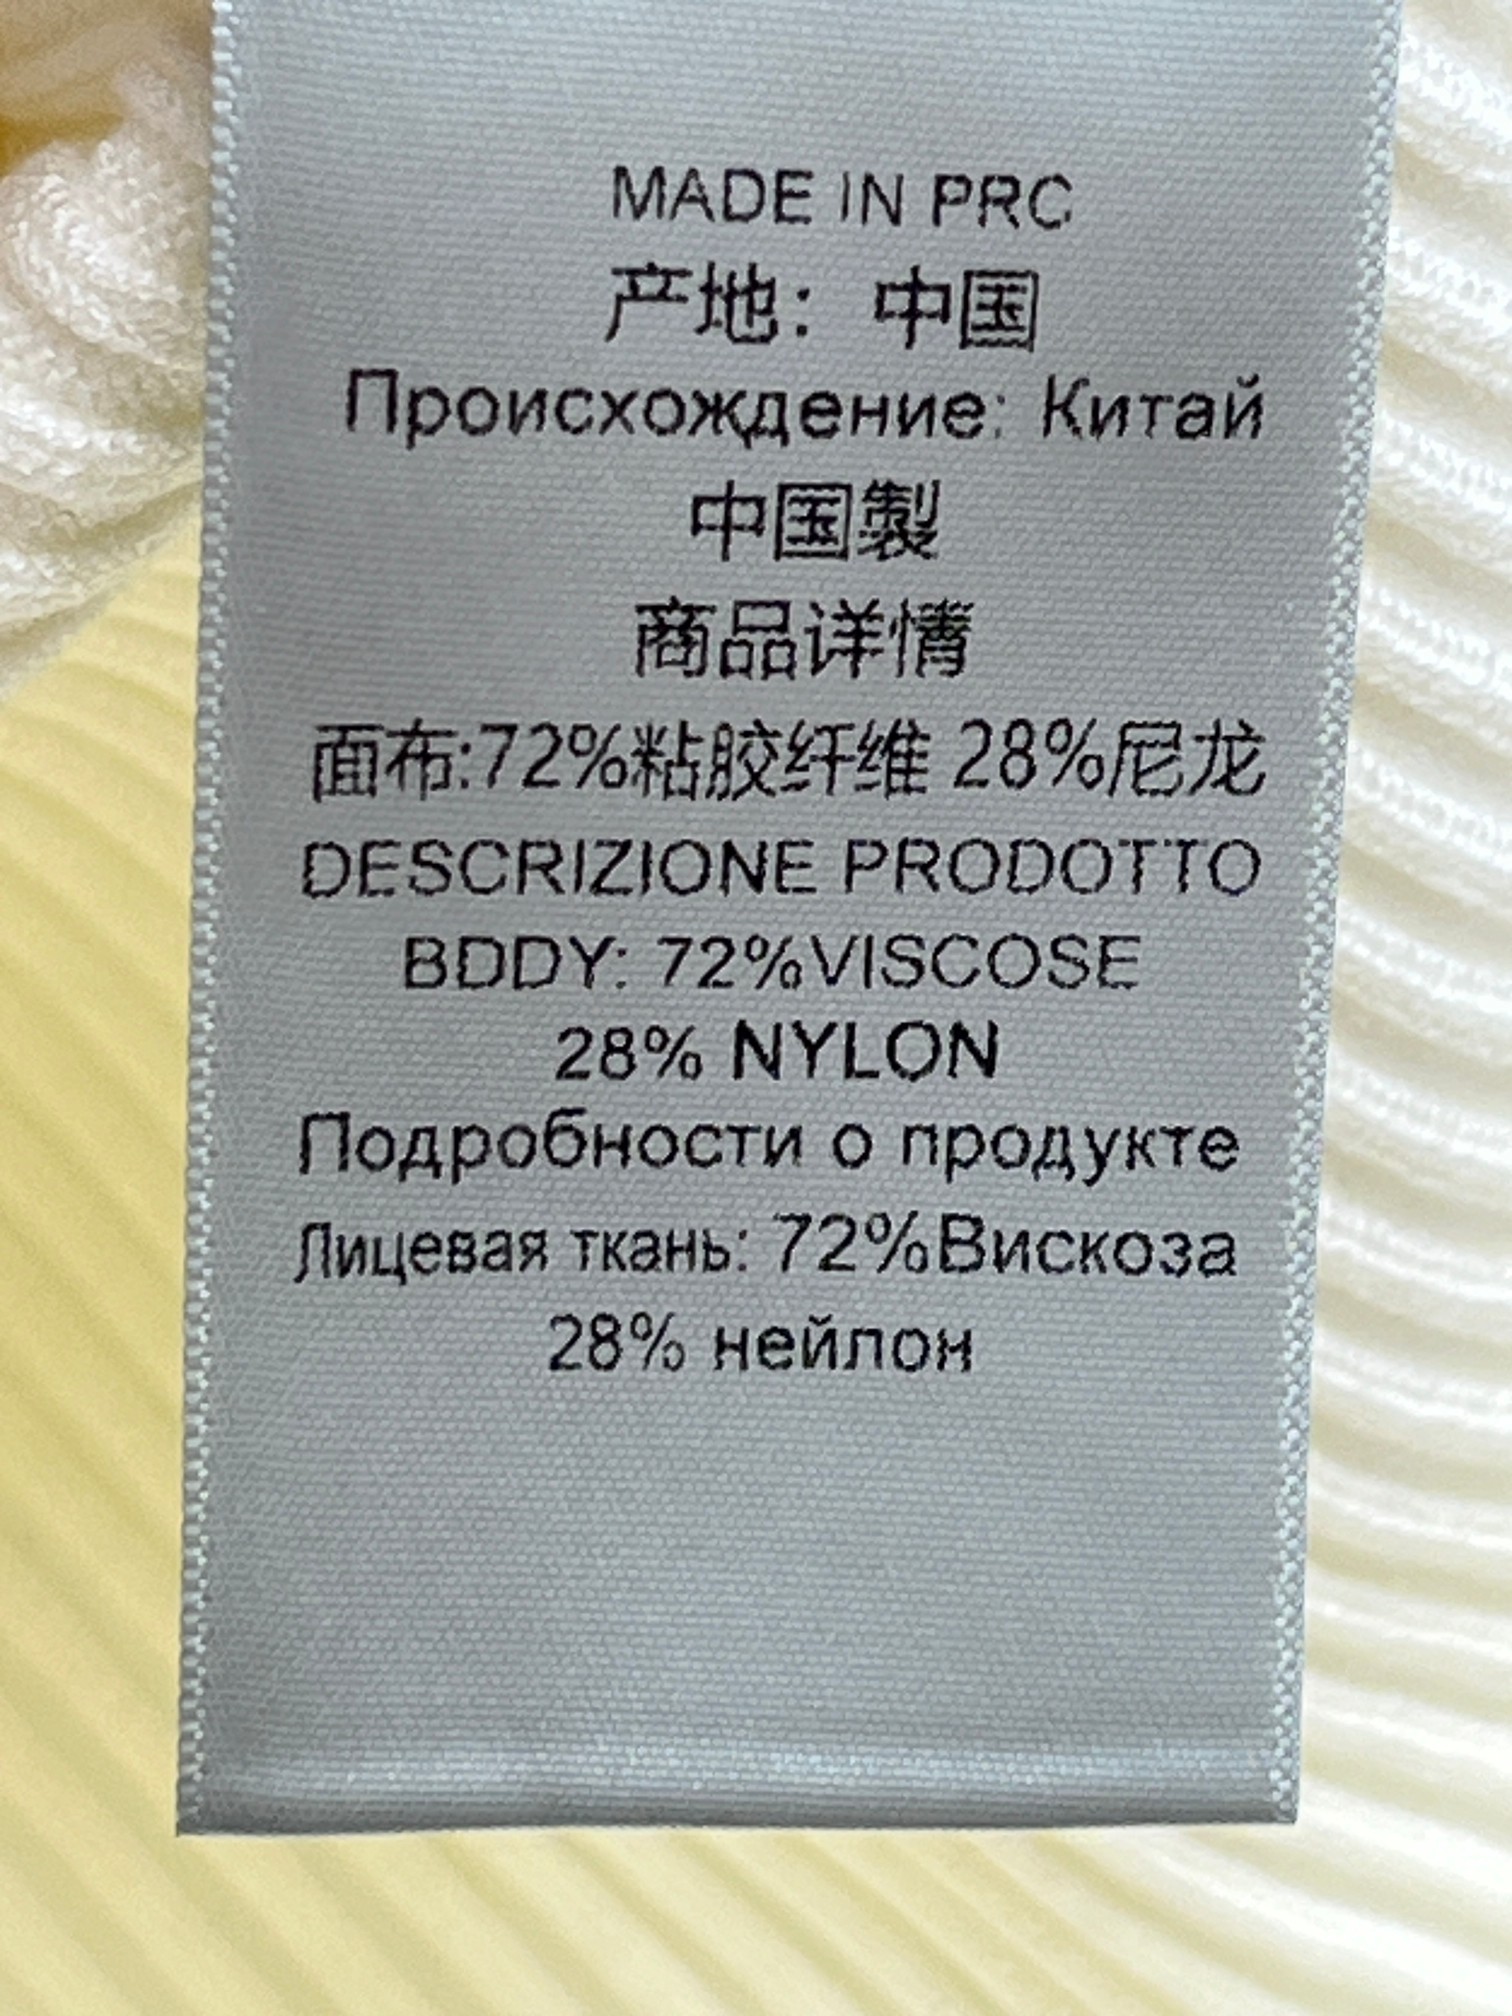 MADE IN PRC
产地：中国
Происхождение: Китай
中国製
商品详情
面布:72%粘胶纤维 28%尼龙
DESCRIZIONE PRODOTTO
BDDY: 72%VISCOSE
28% NYLON
Подробности о продукте
Лицевая ткань: 72%Вискоза
28% нейлон